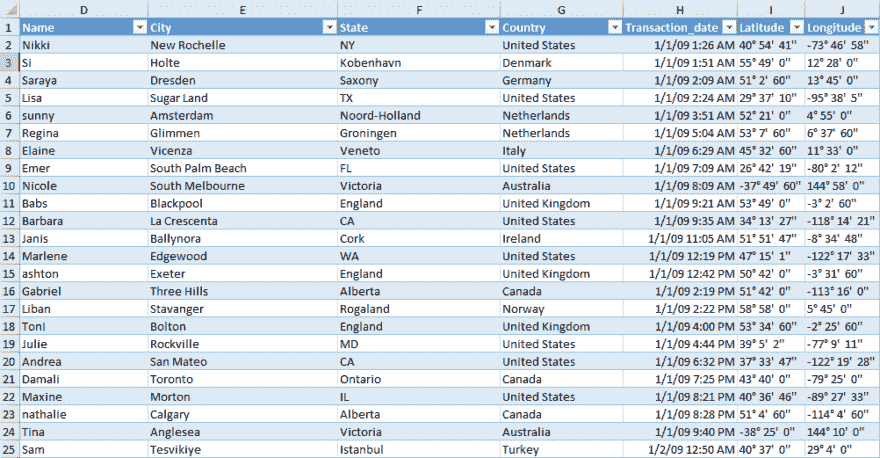 D E F G H I J
1 Name City State Country Transaction_date Latitude Longitude
2 Nikki New Rochelle NY United States 1/1/09 1:26 AM 40° 54' 41" -73° 46' 58"
3 Si Holte Kobenhavn Denmark 1/1/09 1:51 AM 55° 49' 0" 12° 28' 0"
4 Saraya Dresden Saxony Germany 1/1/09 2:09 AM 51° 2' 60" 13° 45' 0"
5 Lisa Sugar Land TX United States 1/1/09 2:24 AM 29° 37' 10" -95° 38' 5"
6 sunny Amsterdam Noord-Holland Netherlands 1/1/09 3:51 AM 52° 21' 0" 4° 55' 0"
7 Regina Glimmen Groningen Netherlands 1/1/09 5:04 AM 53° 7' 60" 6° 37' 60"
8 Elaine Vicenza Veneto Italy 1/1/09 6:29 AM 45° 32' 60" 11° 33' 0"
9 Emer South Palm Beach FL United States 1/1/09 7:09 AM 26° 42' 19" -80° 2' 12"
10 Nicole South Melbourne Victoria Australia 1/1/09 8:09 AM -37° 49' 60" 144° 58' 0"
11 Babs Blackpool England United Kingdom 1/1/09 9:21 AM 53° 49' 0" -3° 2' 60"
12 Barbara La Crescenta CA United States 1/1/09 9:35 AM 34° 13' 27" -118° 14' 21"
13 Janis Ballynora Cork Ireland 1/1/09 11:05 AM 51° 51' 47" -8° 34' 48"
14 Marlene Edgewood WA United States 1/1/09 12:19 PM 47° 15' 1" -122° 17' 33"
15 ashton Exeter England United Kingdom 1/1/09 12:42 PM 50° 42' 0" -3° 31' 60"
16 Gabriel Three Hills Alberta Canada 1/1/09 2:19 PM 51° 42' 0" -113° 16' 0"
17 Liban Stavanger Rogaland Norway 1/1/09 2:22 PM 58° 58' 0" 5° 45' 0"
18 TonI Bolton England United Kingdom 1/1/09 4:00 PM 53° 34' 60" -2° 25' 60"
19 Julie Rockville MD United States 1/1/09 4:44 PM 39° 5' 2" -77° 9' 11"
20 Andrea San Mateo CA United States 1/1/09 6:32 PM 37° 33' 47" -122° 19' 28"
21 Damali Toronto Ontario Canada 1/1/09 7:25 PM 43° 40' 0" -79° 25' 0"
22 Maxine Morton IL United States 1/1/09 8:21 PM 40° 36' 46" -89° 27' 33"
23 nathalie Calgary Alberta Canada 1/1/09 8:28 PM 51° 4' 60" -114° 4' 60"
24 Tina Anglesea Victoria Australia 1/1/09 9:40 PM -38° 25' 0" 144° 10' 0"
25 Sam Tesvikiye Istanbul Turkey 1/2/09 12:50 AM 40° 37' 0" 29° 4' 0"